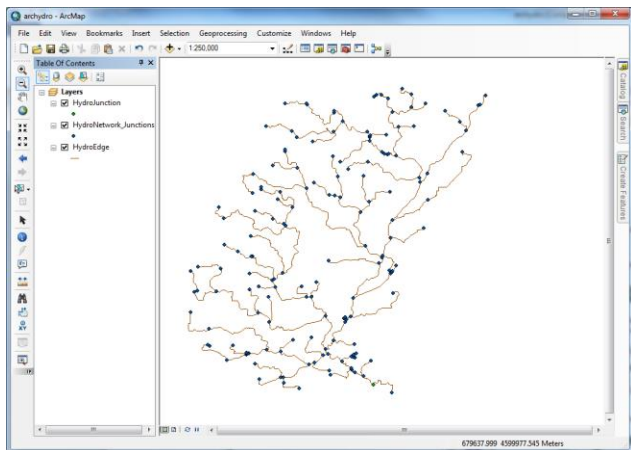 archydro - ArcMap
File Edit View Bookmarks Insert Selection Geoprocessing Customize Windows Help
1:250,000
Table Of Contents
Layers
HydroJunction
HydroNetwork_Junctions
HydroEdge
Catalog
Search
Create Features
679637.999 4599977.545 Meters